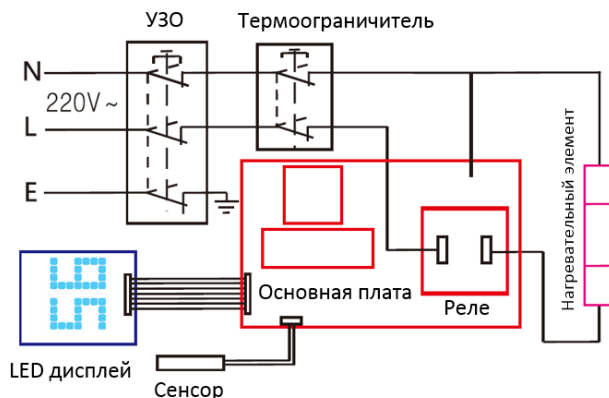 УЗО
Термоограничитель
N
220V~
L
E
Нагревательный элемент
Основная плата
Реле
LED дисплей
Сенсор